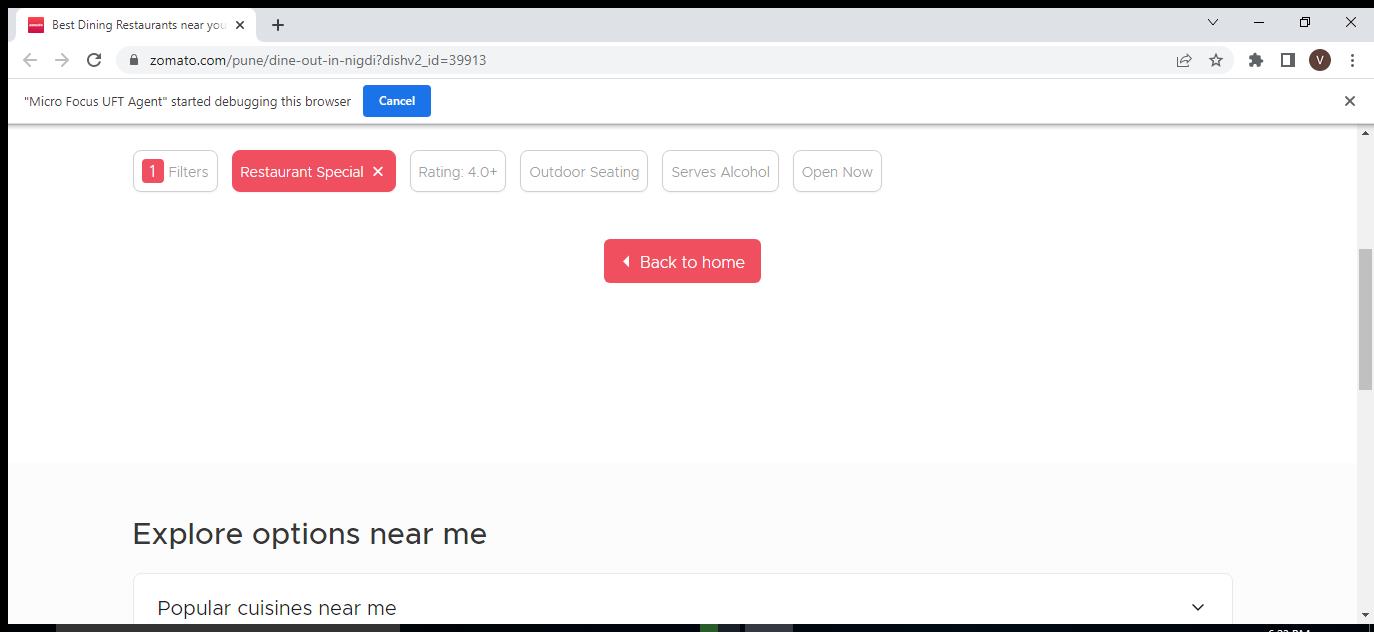 Best Dining Restaurants near you
zomato.com/pune/dine-out-in-nigdi?dishv2_id=39913
V
"Micro Focus UFT Agent" started debugging this browser
Cancel
1 Filters
Restaurant Special
Rating: 4.0+
Outdoor Seating
Serves Alcohol
Open Now
Back to home
Explore options near me
Popular cuisines near me